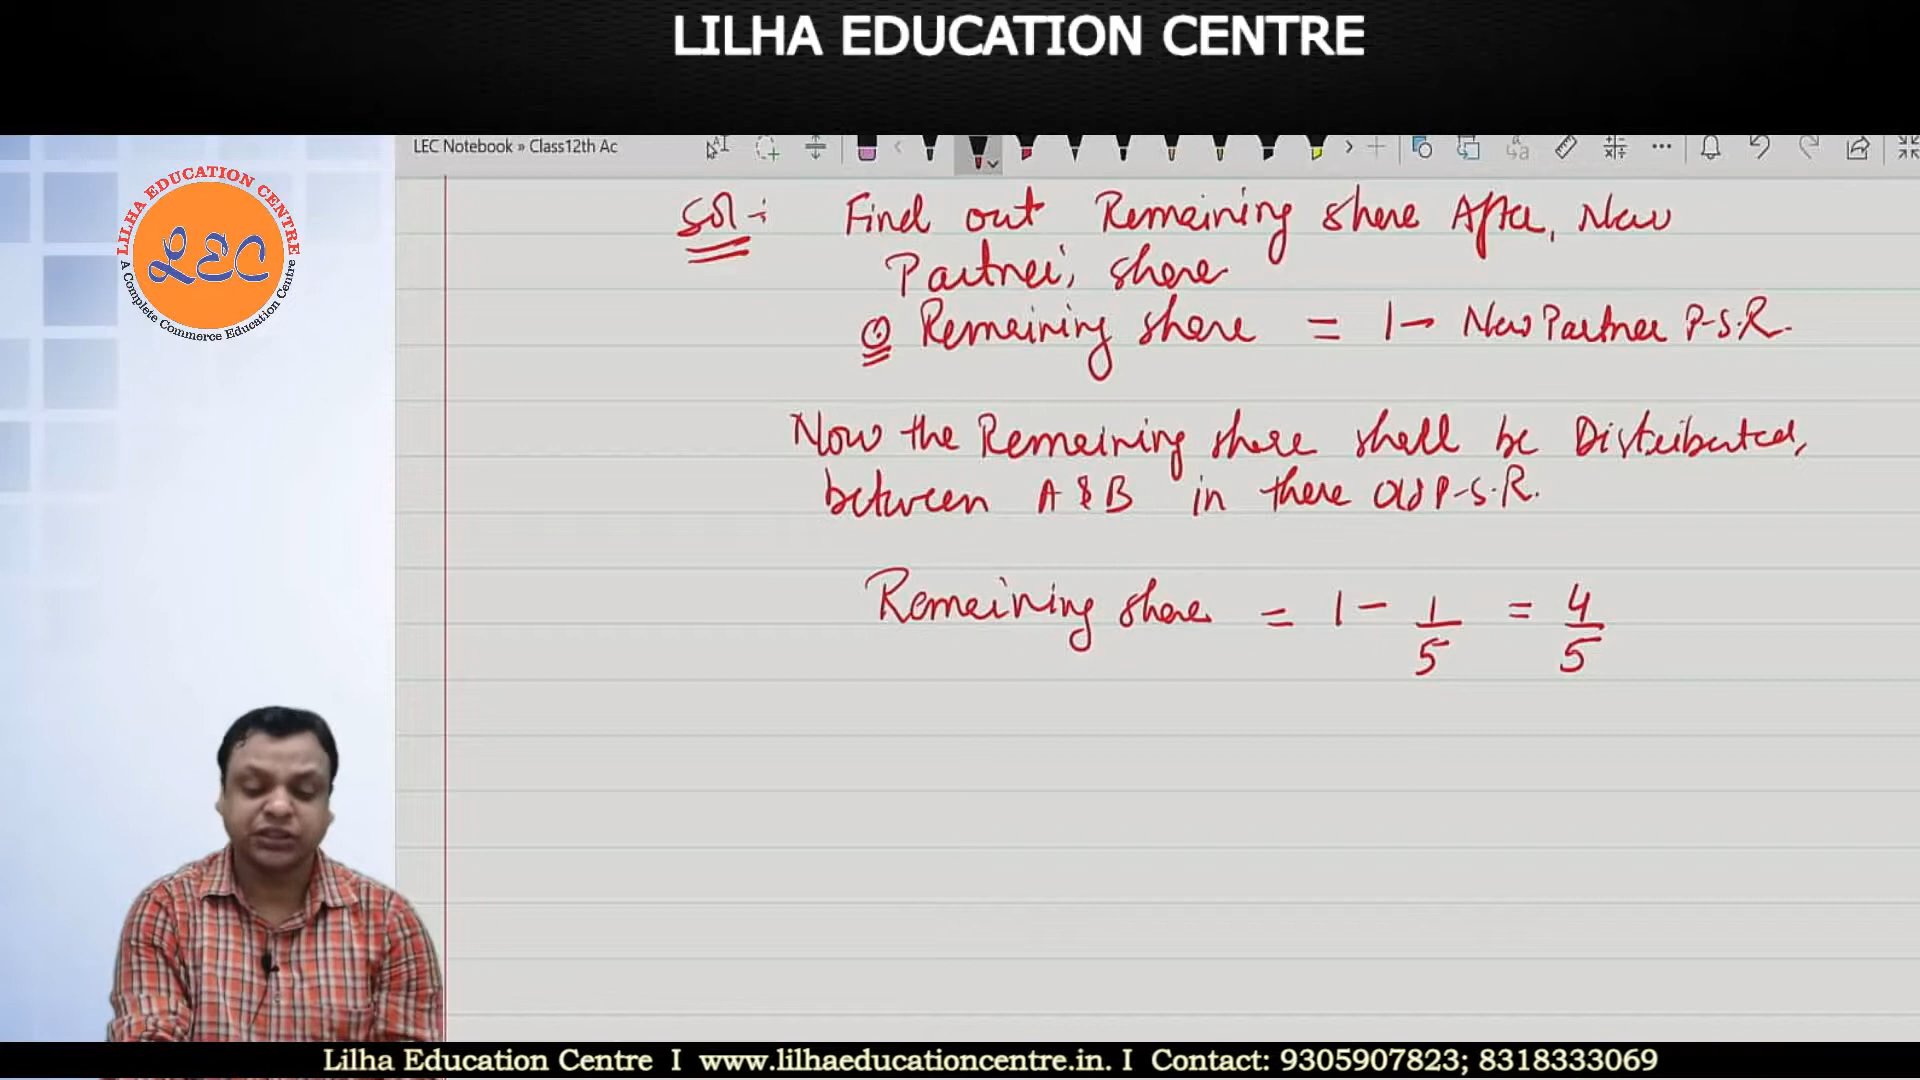 LILHA EDUCATION CENTRE
LEC Notebook » Class12th Ac
LILHA EDUCATION CENTRE
LEC
A Complete Commerce Education Centre
Sol :- Find out Remaining share After, New
Partner, share
Remaining share = 1 - New Partner P-S.R.
Now the Remaining share shall be Distributed,
between A & B in there old P-S.R.
Remaining share = 1 - 1/5 = 4/5
Lilha Education Centre I www.lilhaeducationcentre.in. I Contact: 9305907823; 8318333069